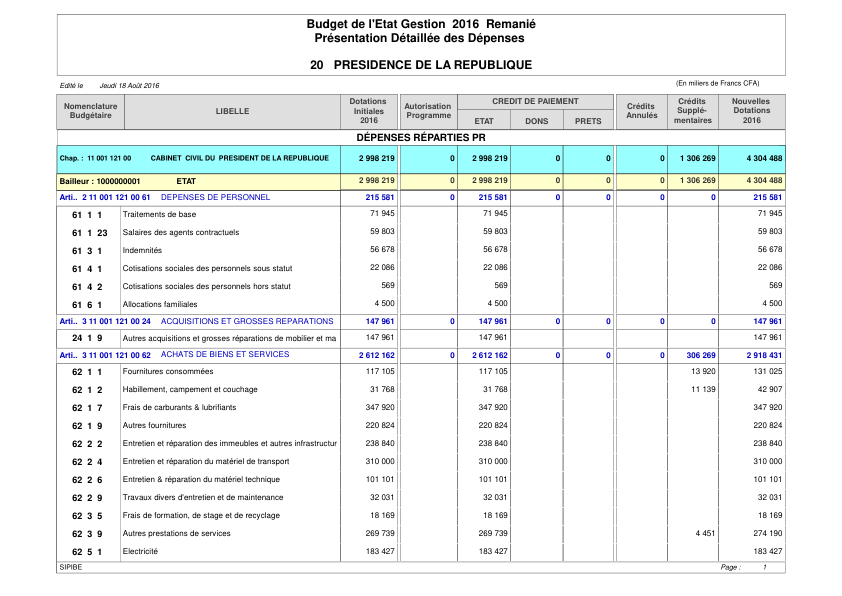 Budget de l'Etat Gestion 2016 Remanié
Présentation Détaillée des Dépenses
20 PRESIDENCE DE LA REPUBLIQUE
Edité le Jeudi 18 Août 2016 (En miliers de Francs CFA)
Nomenclature Budgétaire LIBELLE Dotations Initiales 2016 Autorisation Programme CREDIT DE PAIEMENT ETAT DONS PRETS Crédits Annulés Crédits Supplé- mentaires Nouvelles Dotations 2016
DÉPENSES RÉPARTIES PR
Chap. : 11 001 121 00 CABINET CIVIL DU PRESIDENT DE LA REPUBLIQUE 2 998 219 0 2 998 219 0 0 0 1 306 269 4 304 488
Bailleur : 1000000001 ETAT 2 998 219 0 2 998 219 0 0 0 1 306 269 4 304 488
Arti.. 2 11 001 121 00 61 DEPENSES DE PERSONNEL 215 581 0 215 581 0 0 0 0 215 581
61 1 1 Traitements de base 71 945 71 945 71 945
61 1 23 Salaires des agents contractuels 59 803 59 803 59 803
61 3 1 Indemnités 56 678 56 678 56 678
61 4 1 Cotisations sociales des personnels sous statut 22 086 22 086 22 086
61 4 2 Cotisations sociales des personnels hors statut 569 569 569
61 6 1 Allocations familiales 4 500 4 500 4 500
Arti.. 3 11 001 121 00 24 ACQUISITIONS ET GROSSES REPARATIONS 147 961 0 147 961 0 0 0 0 147 961
24 1 9 Autres acquisitions et grosses réparations de mobilier et ma 147 961 147 961 147 961
Arti.. 3 11 001 121 00 62 ACHATS DE BIENS ET SERVICES 2 612 162 0 2 612 162 0 0 0 306 269 2 918 431
62 1 1 Fournitures consommées 117 105 117 105 13 920 131 025
62 1 2 Habillement, campement et couchage 31 768 31 768 11 139 42 907
62 1 7 Frais de carburants & lubrifiants 347 920 347 920 347 920
62 1 9 Autres fournitures 220 824 220 824 220 824
62 2 2 Entretien et réparation des immeubles et autres infrastructur 238 840 238 840 238 840
62 2 4 Entretien et réparation du matériel de transport 310 000 310 000 310 000
62 2 6 Entretien & réparation du matériel technique 101 101 101 101 101 101
62 2 9 Travaux divers d'entretien et de maintenance 32 031 32 031 32 031
62 3 5 Frais de formation, de stage et de recyclage 18 169 18 169 18 169
62 3 9 Autres prestations de services 269 739 269 739 4 451 274 190
62 5 1 Electricité 183 427 183 427 183 427
SIPIBE Page : 1